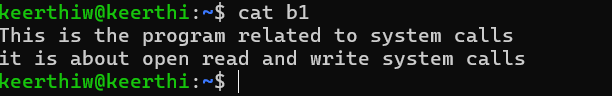 keerthiw@keerthi:~$ cat b1
This is the program related to system calls
it is about open read and write system calls
keerthiw@keerthi:~$